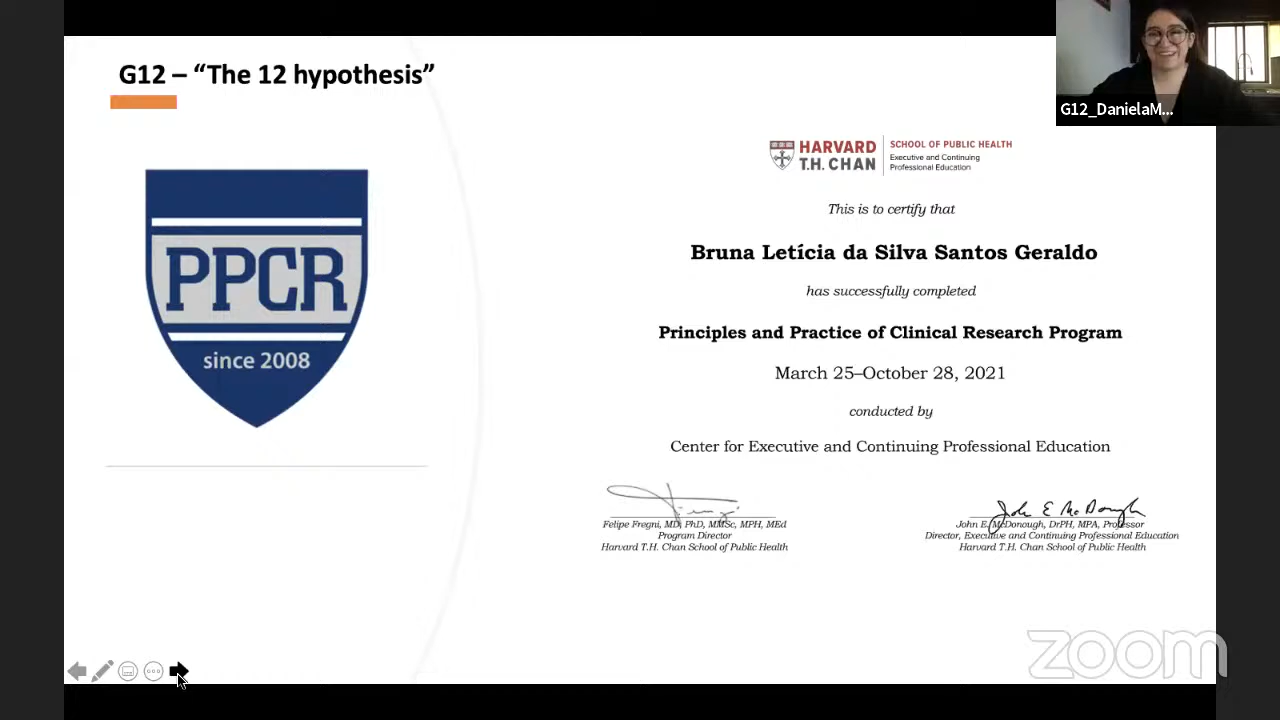 G12 – “The 12 hypothesis”
G12_DanielaM...
PPCR
since 2008
HARVARD
T.H. CHAN
SCHOOL OF PUBLIC HEALTH
Executive and Continuing
Professional Education
This is to certify that
Bruna Letícia da Silva Santos Geraldo
has successfully completed
Principles and Practice of Clinical Research Program
March 25–October 28, 2021
conducted by
Center for Executive and Continuing Professional Education
Felipe Fregni, MD, PhD, MMSc, MPH, MEd
Program Director
Harvard T.H. Chan School of Public Health
John E McDonough
John E. McDonough, DrPH, MPA, Professor
Director, Executive and Continuing Professional Education
Harvard T.H. Chan School of Public Health
zoom